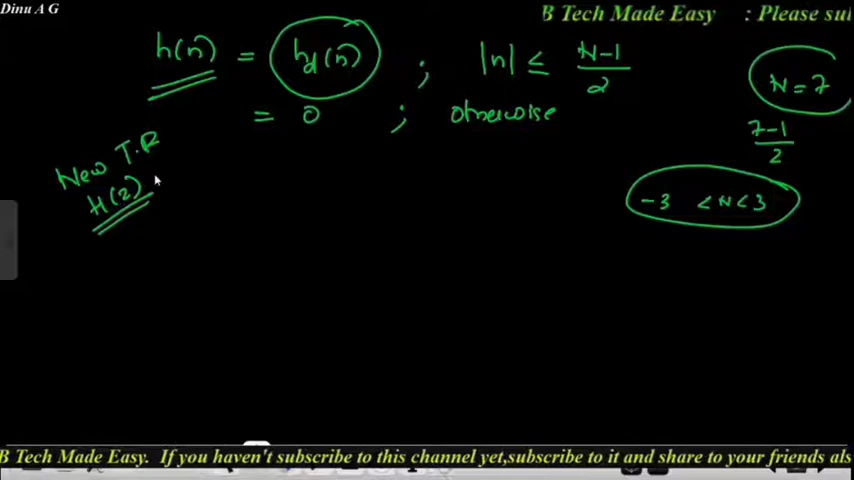 Dinu A G
B Tech Made Easy : Please sul
h(n) = hd(n) ; |n| ≤ N-1/2
= 0 ; otherwise
N = 7
7-1/2
-3 < N < 3
New T.R
H(2)
B Tech Made Easy. If you haven't subscribe to this channel yet,subscribe to it and share to your friends als